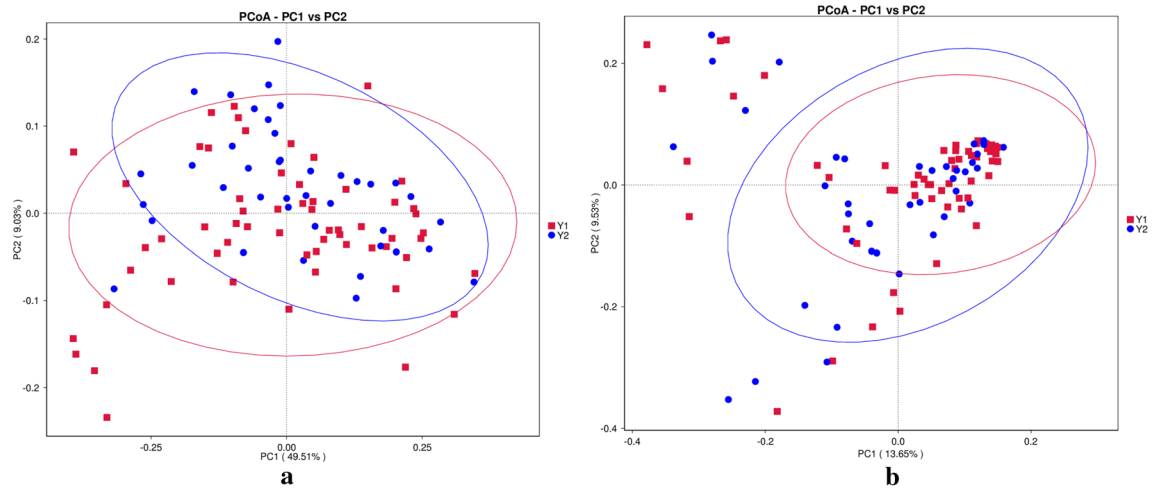 PCoA - PC1 vs PC2
0.2
0.1
0.0
-0.1
-0.2
PC2 ( 9.03%)
-0.25
0.00
0.25
PC1 ( 49.51%)
Y1
Y2
a
PCoA - PC1 vs PC2
0.2
0.0
-0.2
-0.4
PC2 ( 9.53%)
-0.4
-0.2
0.0
0.2
PC1 ( 13.65%)
Y1
Y2
b